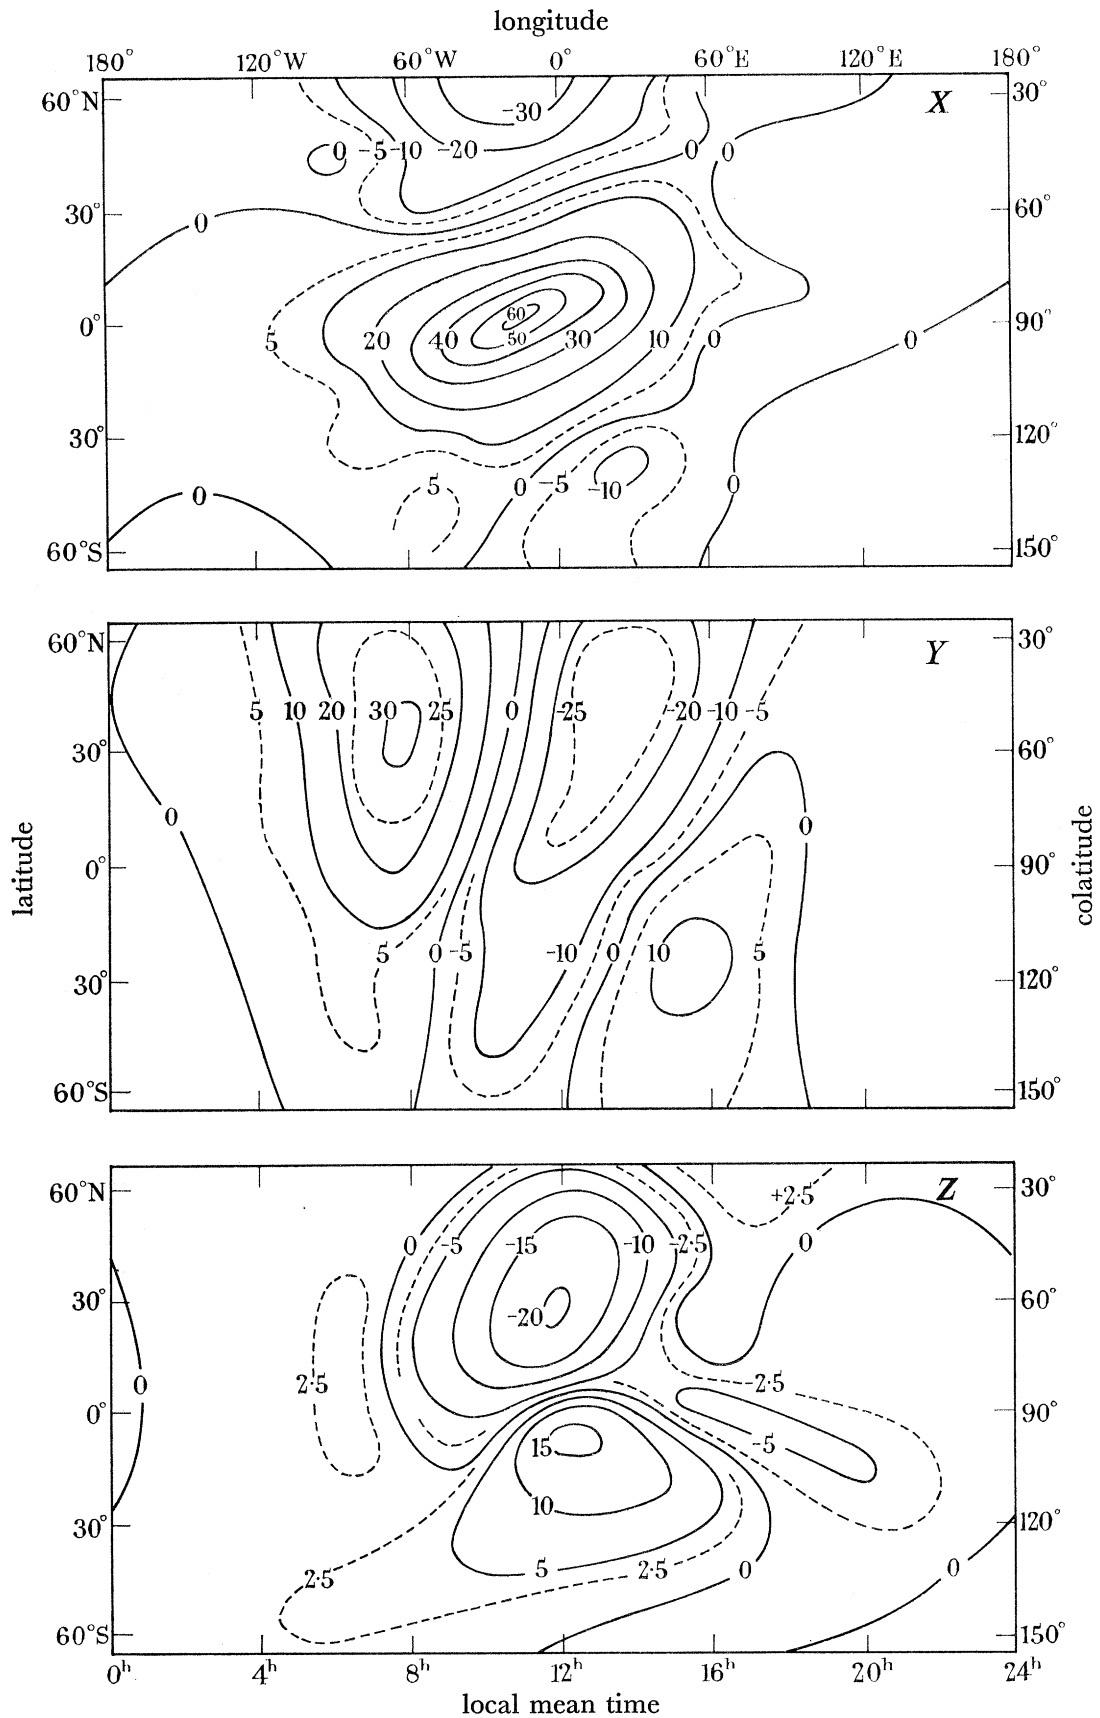 longitude
180° 120°W 60°W 0° 60°E 120°E 180°
60°N -30 X 30°
0 -5 -10 -20 0 0
30° 0 60°
60
0° 5 20 40 50 30 10 0 0 90°
30° 120°
0 5 0 -5 -10 0
60°S 150°
60°N Y 30°
5 10 20 30 25 0 -25 -20 -10 -5
30° 60°
0 0
latitude
colatitude
0° 90°
5 0 -5 -10 0 10 5
30° 120°
60°S 150°
60°N +2·5 Z 30°
0 -5 -15 -10 -2·5 0
30° -20 60°
0 2·5 -2·5
0° 90°
15 -5
10
30° 120°
2·5 5 2·5 0 0
60°S 150°
0h 4h 8h 12h 16h 20h 24h
local mean time